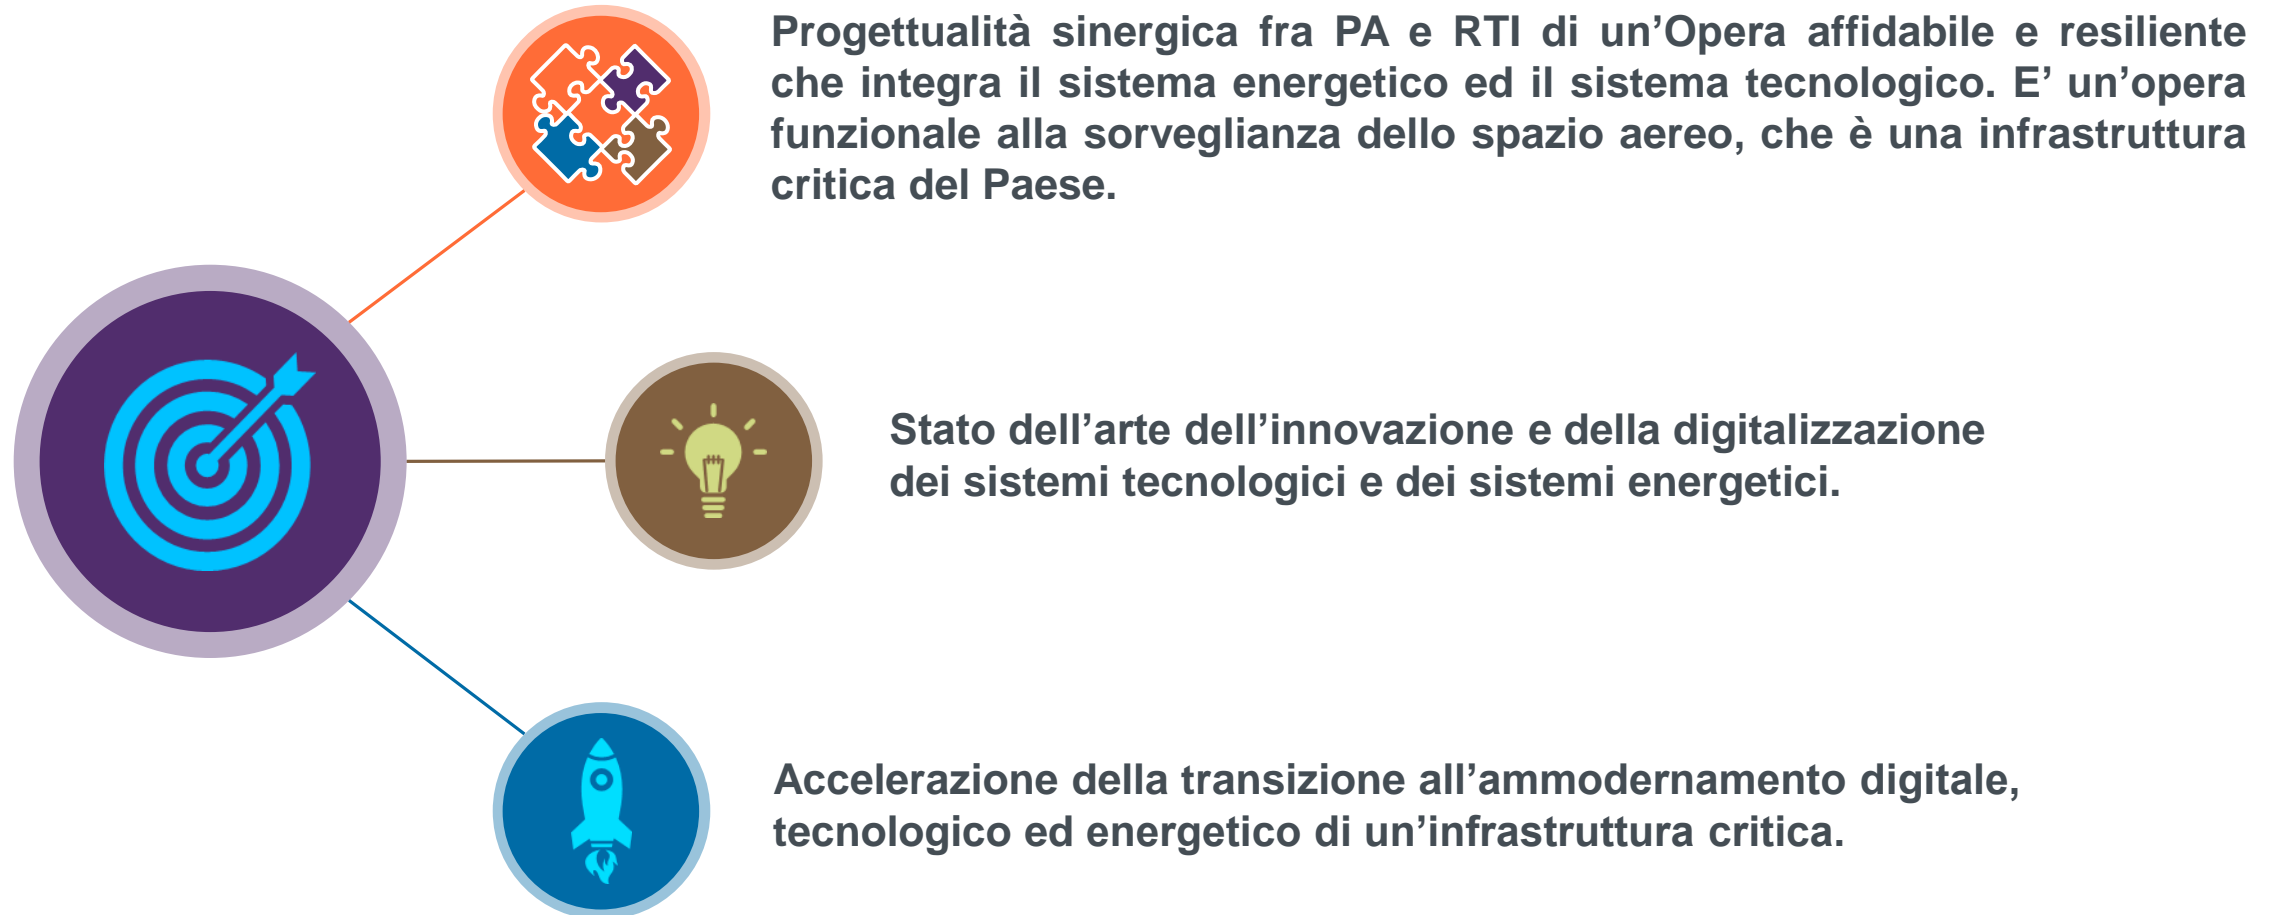 Progettualità sinergica fra PA e RTI di un’Opera affidabile e resiliente
che integra il sistema energetico ed il sistema tecnologico. E’ un’opera
funzionale alla sorveglianza dello spazio aereo, che è una infrastruttura
critica del Paese.
Stato dell’arte dell’innovazione e della digitalizzazione
dei sistemi tecnologici e dei sistemi energetici.
Accelerazione della transizione all’ammodernamento digitale,
tecnologico ed energetico di un’infrastruttura critica.